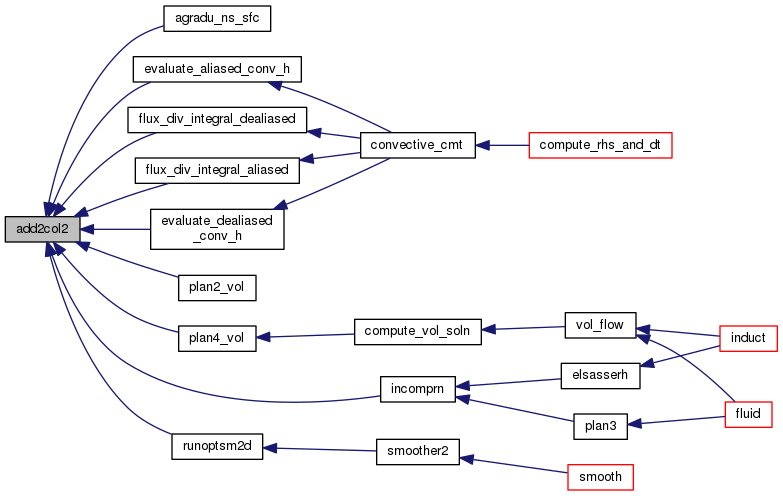 agradu_ns_sfc
evaluate_aliased_conv_h
flux_div_integral_dealiased
convective_cmt
compute_rhs_and_dt
flux_div_integral_aliased
add2col2
evaluate_dealiased
_conv_h
plan2_vol
plan4_vol
compute_vol_soln
vol_flow
induct
incomprn
elsasserh
plan3
fluid
runoptsm2d
smoother2
smooth